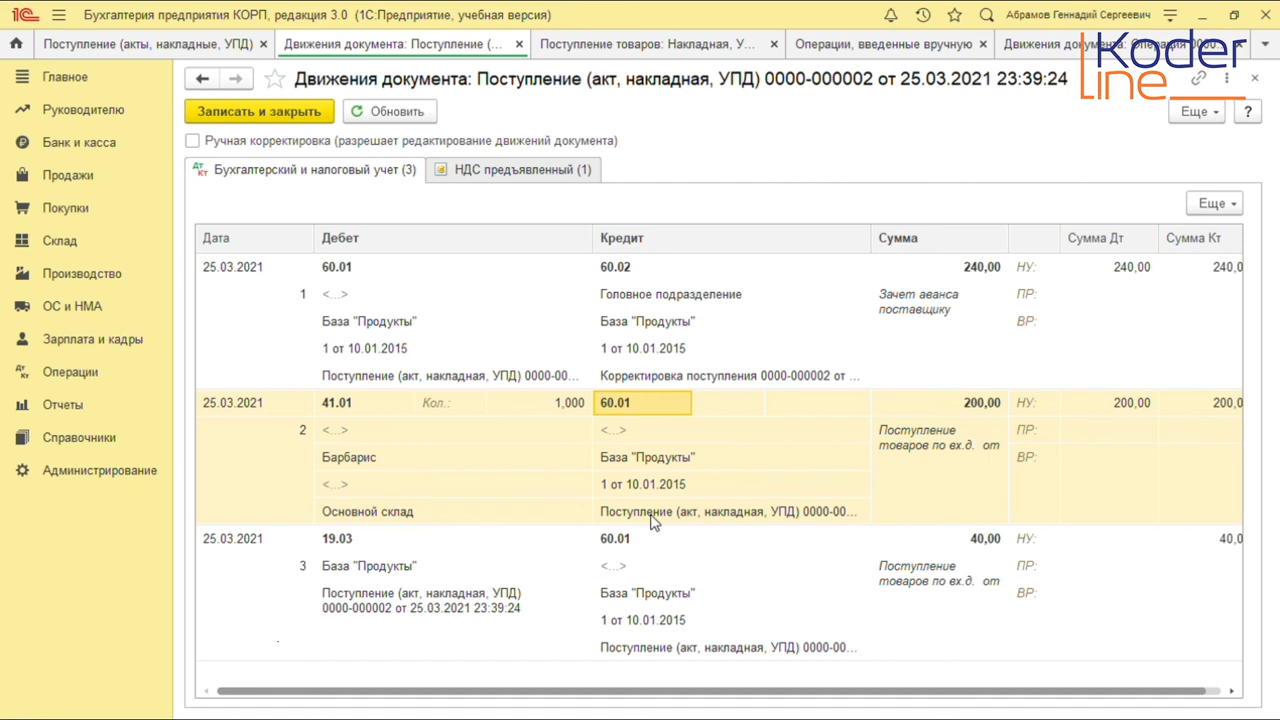 Бухгалтерия предприятия КОРП, редакция 3.0 (1С:Предприятие, учебная версия)
Абрамов Геннадий Сергеевич
Поступление (акты, накладные, УПД)
Движения документа: Поступление (...
Поступление товаров: Накладная, У...
Операции, введенные вручную
Движения документа: Операция 0000-...
Koder
line
Главное
Руководителю
Банк и касса
Продажи
Покупки
Склад
Производство
ОС и НМА
Зарплата и кадры
Операции
Отчеты
Справочники
Администрирование
Движения документа: Поступление (акт, накладная, УПД) 0000-000002 от 25.03.2021 23:39:24
Записать и закрыть
Обновить
Еще
?
Ручная корректировка (разрешает редактирование движений документа)
Бухгалтерский и налоговый учет (3)
НДС предъявленный (1)
Еще
Дата Дебет Кредит Сумма Сумма Дт Сумма Кт
25.03.2021 60.01 60.02 240,00 НУ: 240,00 240,0
1 <...> Головное подразделение Зачет аванса поставщику ПР:
База "Продукты" База "Продукты" ВР:
1 от 10.01.2015 1 от 10.01.2015
Поступление (акт, накладная, УПД) 0000-00... Корректировка поступления 0000-000002 от ...
25.03.2021 41.01 Кол.: 1,000 60.01 200,00 НУ: 200,00 200,0
2 <...> <...> Поступление товаров по вх.д. от ПР:
Барбарис База "Продукты" ВР:
<...> 1 от 10.01.2015
Основной склад Поступление (акт, накладная, УПД) 0000-00...
25.03.2021 19.03 60.01 40,00 НУ: 40,0
3 База "Продукты" <...> Поступление товаров по вх.д. от ПР:
Поступление (акт, накладная, УПД) База "Продукты" ВР:
0000-000002 от 25.03.2021 23:39:24
1 от 10.01.2015
Поступление (акт, накладная, УПД) 0000-00...